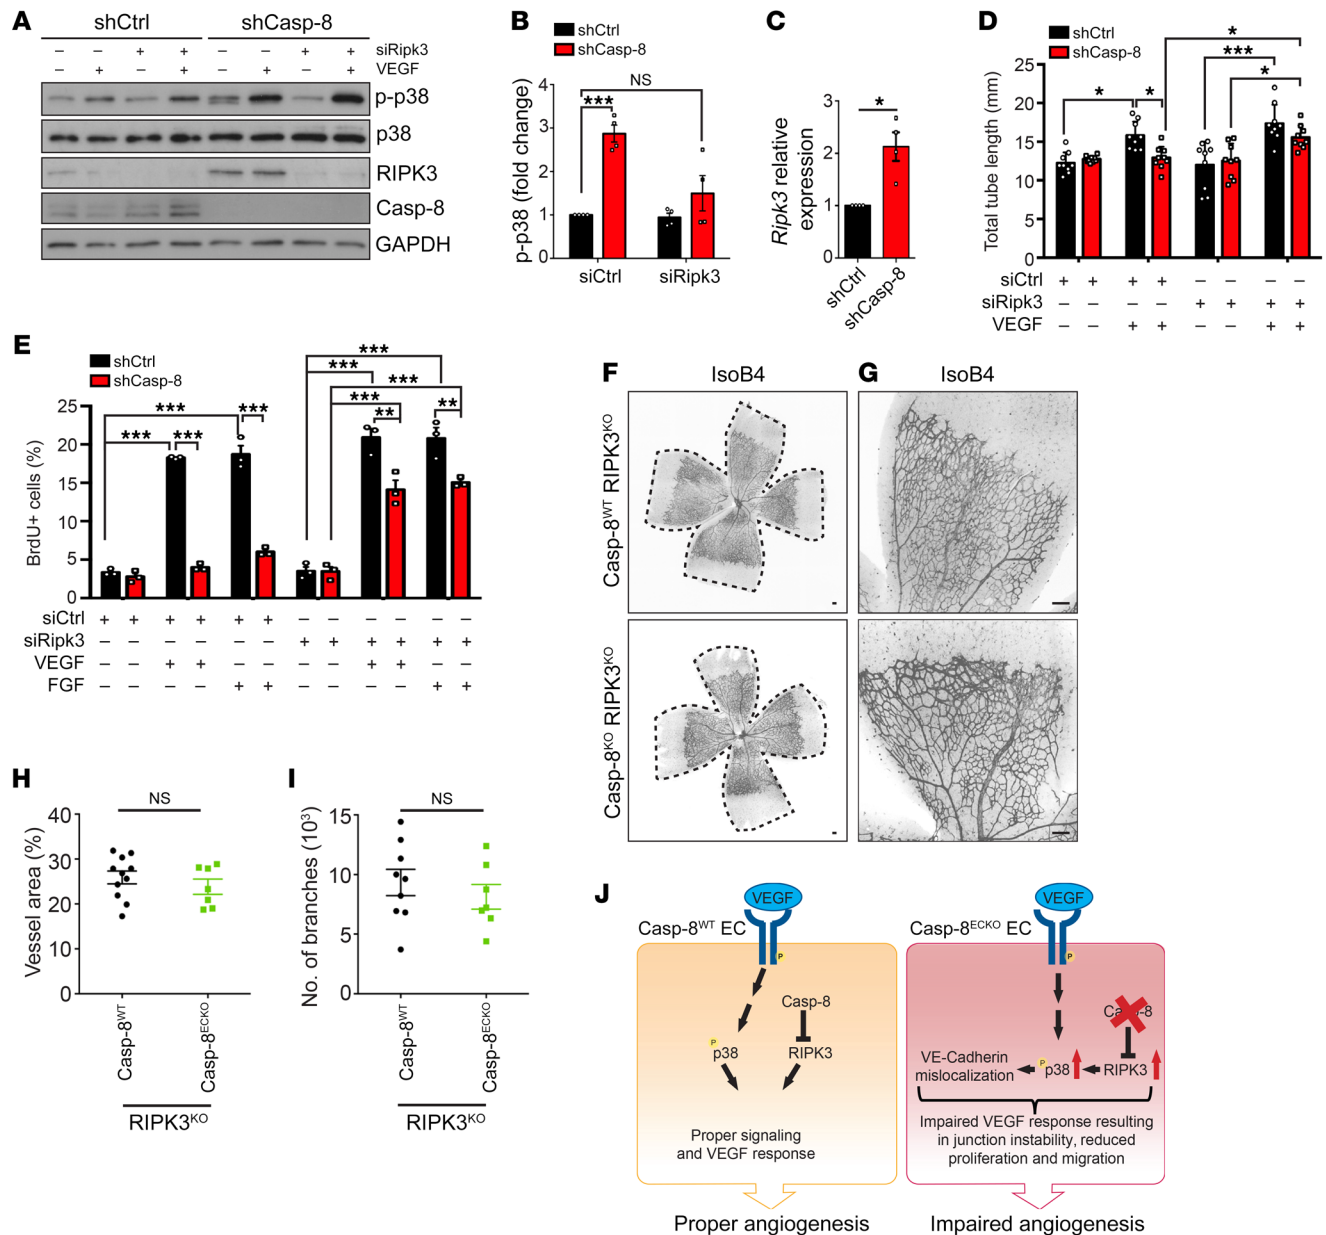 A
shCtrl
shCasp-8
– – + + – – + + siRipk3
– + – + – + – + VEGF
p-p38
p38
RIPK3
Casp-8
GAPDH
B
shCtrl
shCasp-8
p-p38 (fold change)
4
3
2
1
0
NS
***
siCtrl
siRipk3
C
Ripk3 relative
expression
3
2
1
0
*
shCtrl
shCasp-8
D
shCtrl
shCasp-8
Total tube length (mm)
25
20
15
10
5
0
*
***
*
*
*
siCtrl + + + + – – – –
siRipk3 – – – – + + + +
VEGF – – + + – – + +
E
shCtrl
shCasp-8
BrdU+ cells (%)
25
20
15
10
5
0
***
***
***
***
***
***
***
***
**
**
siCtrl + + + + + + – – – – – –
siRipk3 – – – – – – + + + + + +
VEGF – – + + – – – – + + – –
FGF – – – – + + – – – – + +
F
IsoB4
G
IsoB4
Casp-8WT RIPK3KO
Casp-8KO RIPK3KO
H
NS
Vessel area (%)
40
30
20
10
0
Casp-8WT
Casp-8ECKO
RIPK3KO
I
NS
No. of branches (10³)
15
10
5
0
Casp-8WT
Casp-8ECKO
RIPK3KO
J
VEGF
Casp-8WT EC
P
Casp-8
P
p38
RIPK3
Proper signaling
and VEGF response
Proper angiogenesis
VEGF
Casp-8ECKO EC
P
Casp-8
VE-Cadherin
mislocalization
P
p38
RIPK3
Impaired VEGF response resulting
in junction instability, reduced
proliferation and migration
Impaired angiogenesis